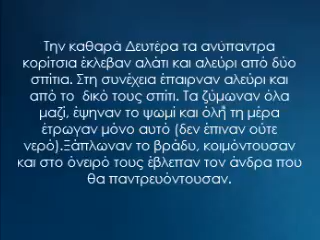 Την καθαρά Δευτέρα τα ανύπαντρα
κορίτσια έκλεβαν αλάτι και αλεύρι από δύο
σπίτια. Στη συνέχεια έπαιρναν αλεύρι και
από το  δικό τους σπίτι. Τα ζύμωναν όλα
μαζί, έψηναν το ψωμί και όλη τη μέρα
έτρωγαν μόνο αυτό (δεν έπιναν ούτε
νερό).Ξάπλωναν το βράδυ, κοιμόντουσαν
και στο όνειρό τους έβλεπαν τον άνδρα που
θα παντρευόντουσαν.